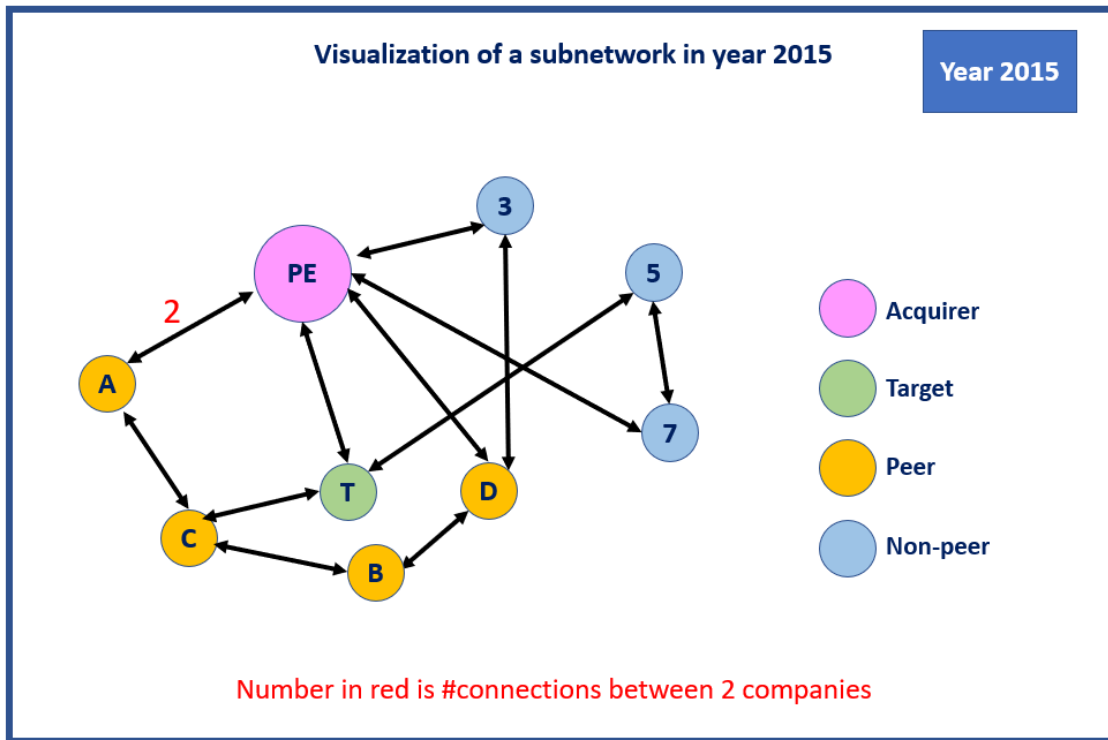 Visualization of a subnetwork in year 2015
Year 2015
3
PE
5
2
Acquirer
A
Target
7
Peer
T
D
C
Non-peer
B
Number in red is #connections between 2 companies